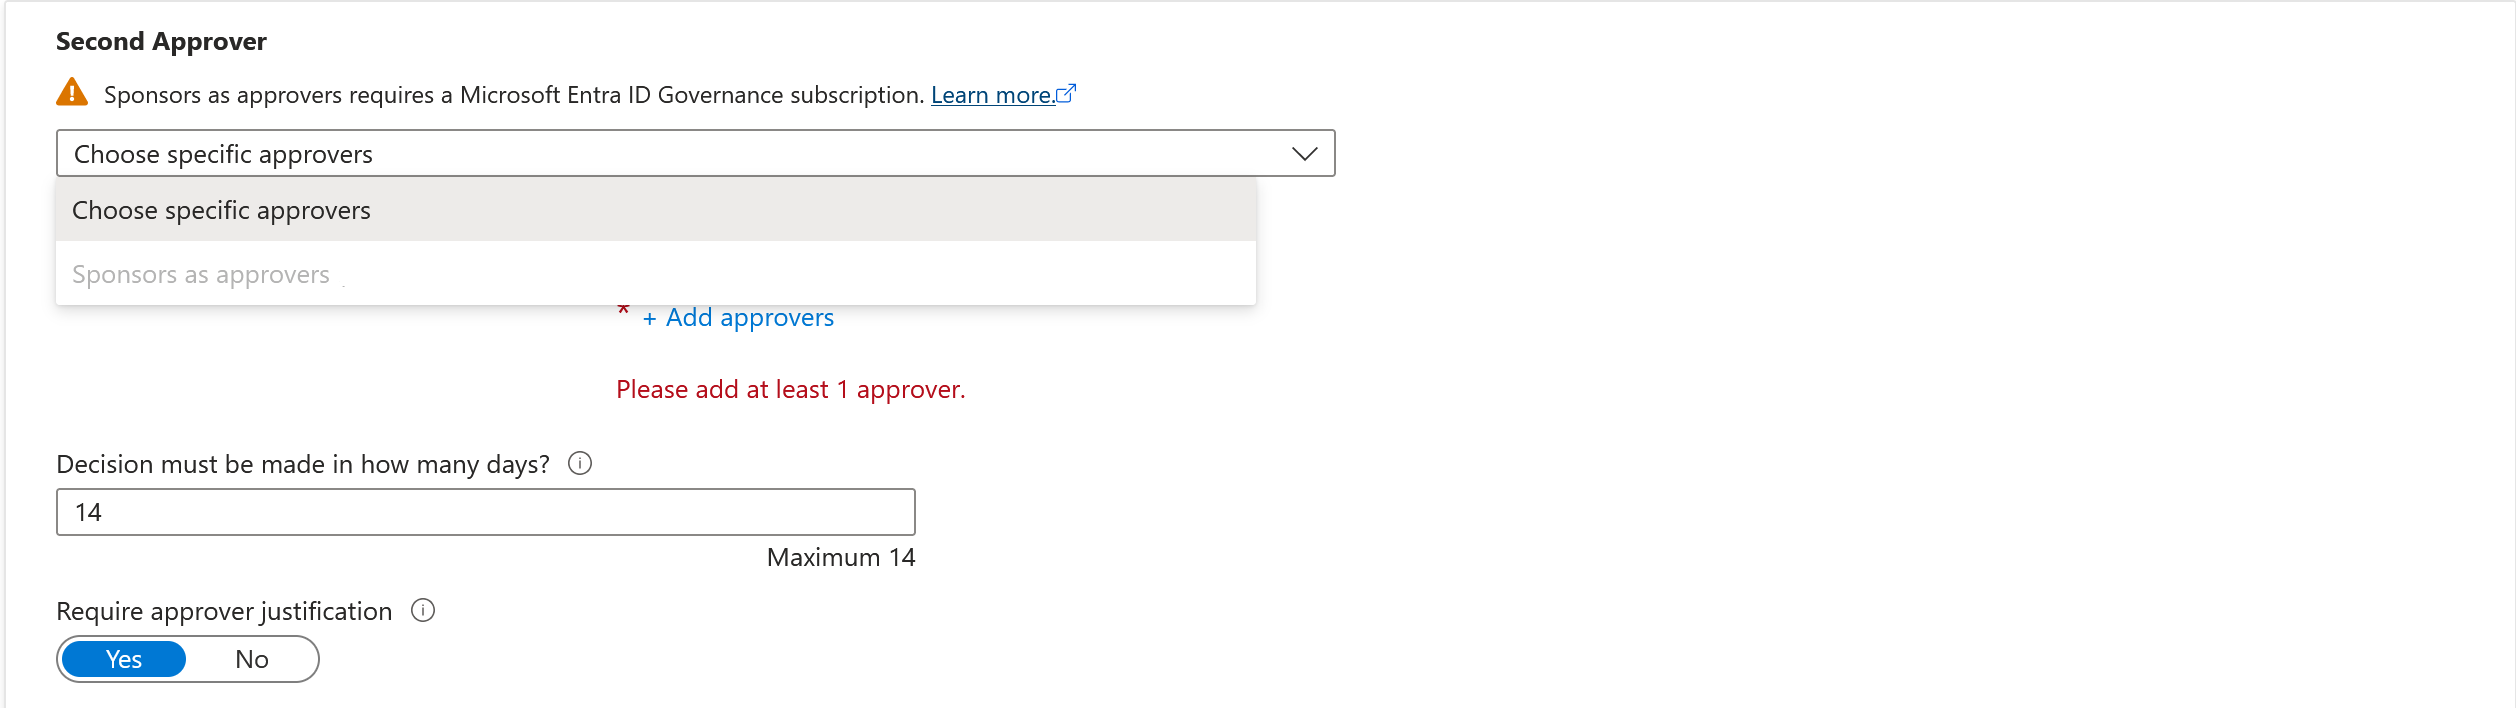 Second Approver
Sponsors as approvers requires a Microsoft Entra ID Governance subscription. Learn more.
Choose specific approvers
Choose specific approvers
Sponsors as approvers
* + Add approvers
Please add at least 1 approver.
Decision must be made in how many days?
14
Maximum 14
Require approver justification
Yes No